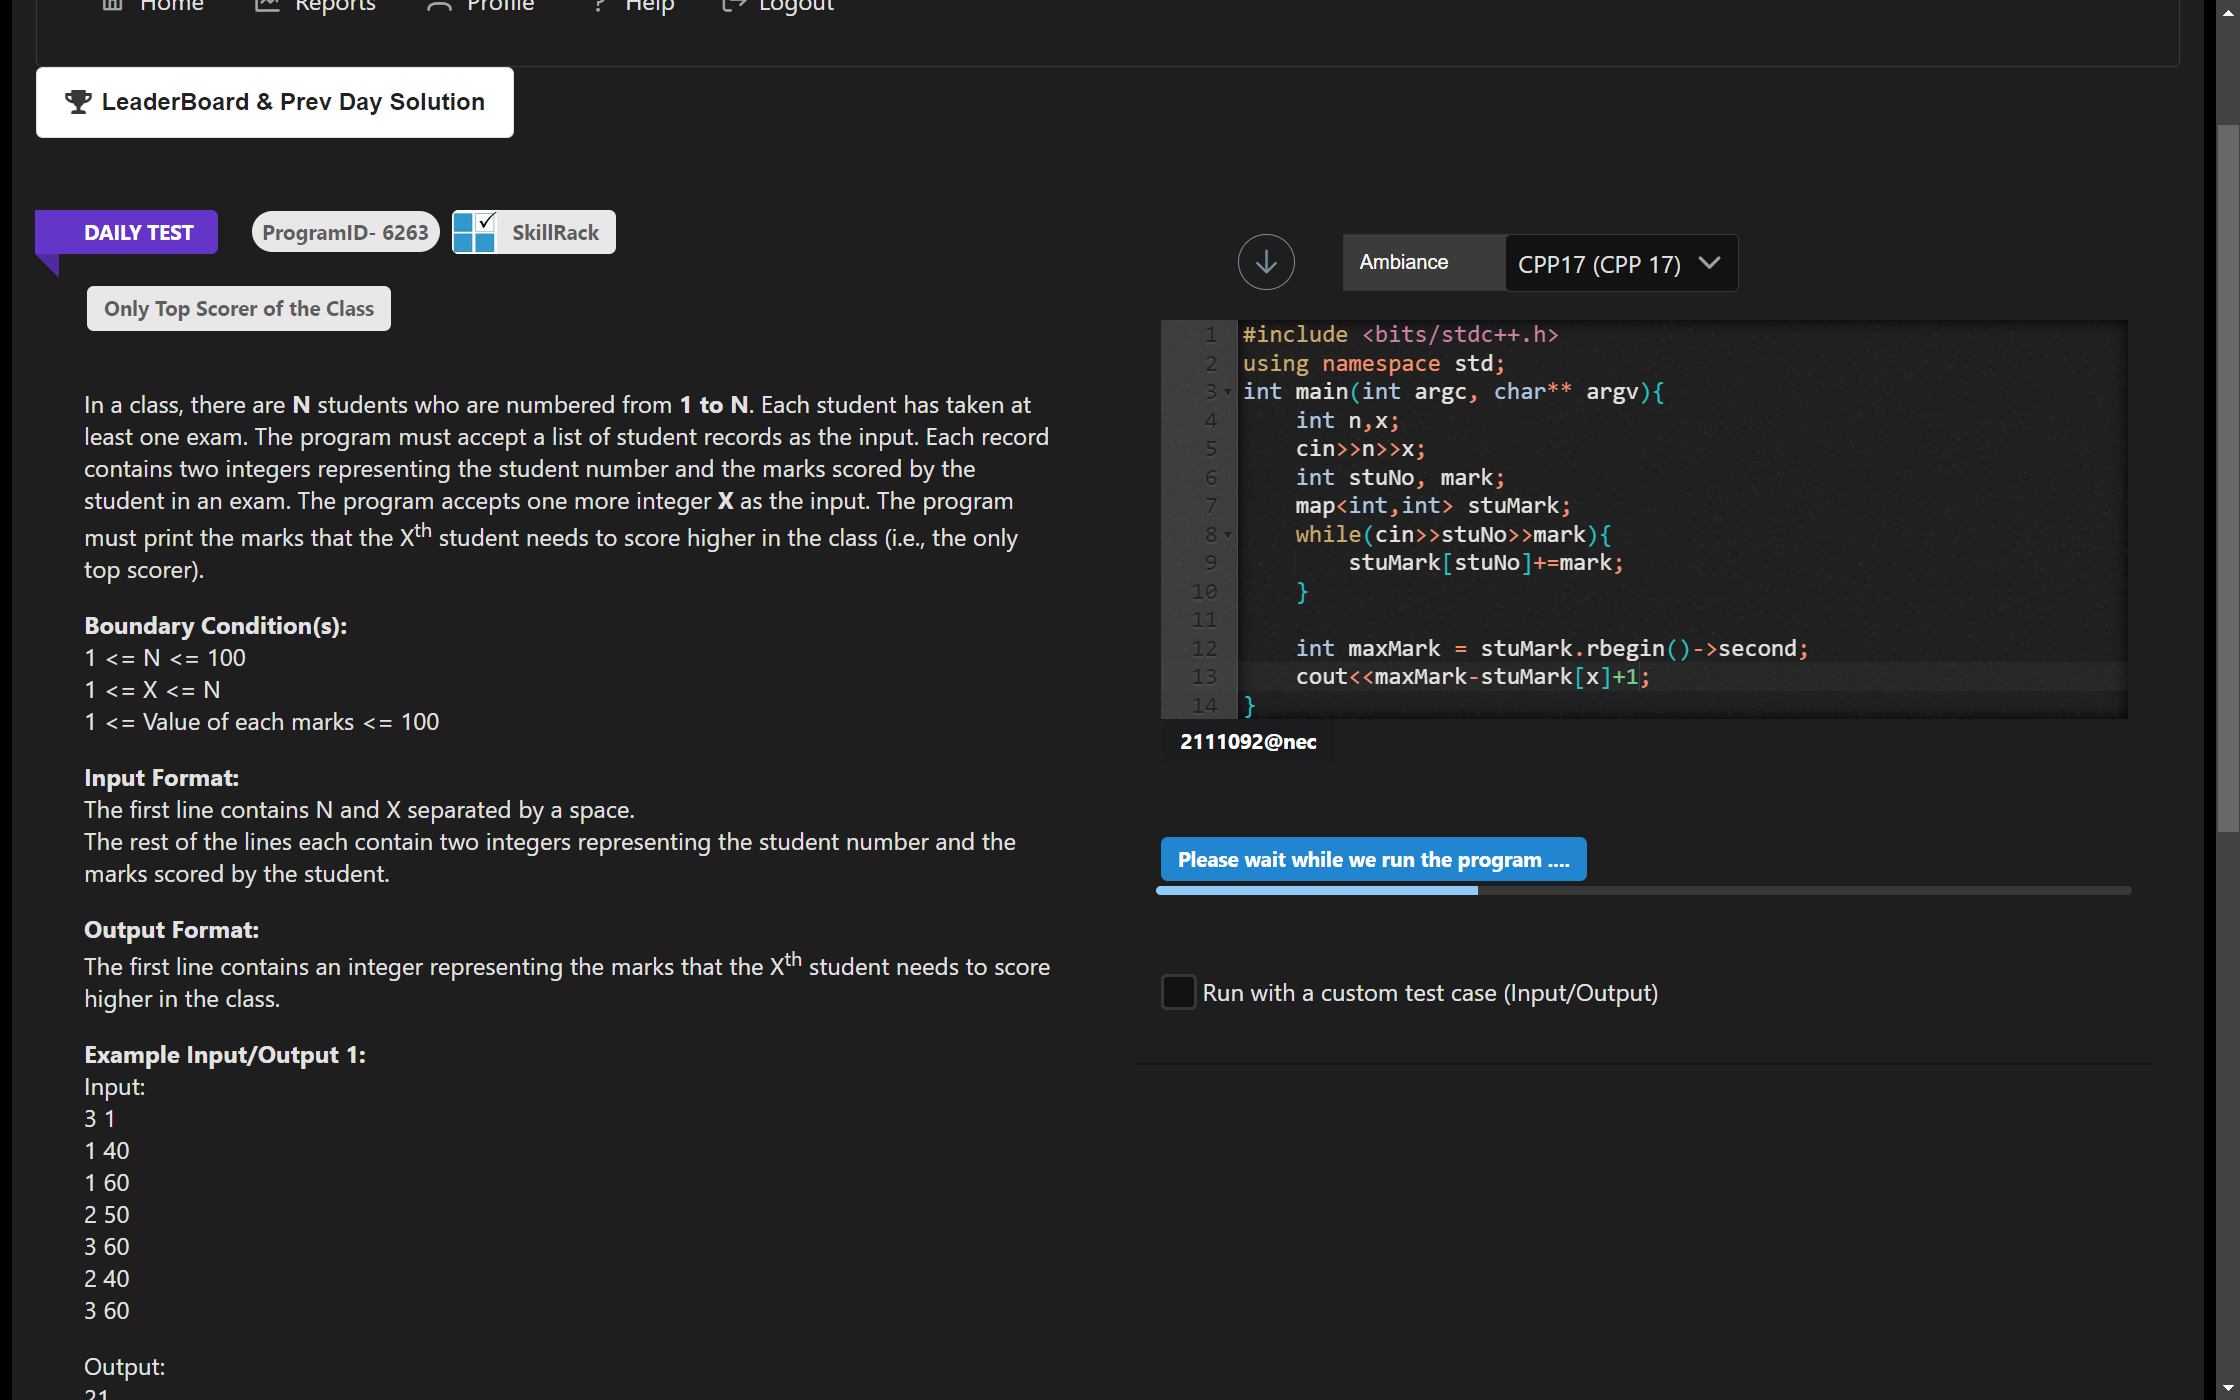 Home Reports Profile ? Help Logout
LeaderBoard & Prev Day Solution
DAILY TEST ProgramID- 6263 SkillRack
Only Top Scorer of the Class
In a class, there are N students who are numbered from 1 to N. Each student has taken at
least one exam. The program must accept a list of student records as the input. Each record
contains two integers representing the student number and the marks scored by the
student in an exam. The program accepts one more integer X as the input. The program
must print the marks that the Xth student needs to score higher in the class (i.e., the only
top scorer).
Boundary Condition(s):
1 <= N <= 100
1 <= X <= N
1 <= Value of each marks <= 100
Input Format:
The first line contains N and X separated by a space.
The rest of the lines each contain two integers representing the student number and the
marks scored by the student.
Output Format:
The first line contains an integer representing the marks that the Xth student needs to score
higher in the class.
Example Input/Output 1:
Input:
3 1
1 40
1 60
2 50
3 60
2 40
3 60
Output:
21
Ambiance CPP17 (CPP 17)
1 #include <bits/stdc++.h>
2 using namespace std;
3 int main(int argc, char** argv){
4 int n,x;
5 cin>>n>>x;
6 int stuNo, mark;
7 map<int,int> stuMark;
8 while(cin>>stuNo>>mark){
9 stuMark[stuNo]+=mark;
10 }
11
12 int maxMark = stuMark.rbegin()->second;
13 cout<<maxMark-stuMark[x]+1;
14 }
2111092@nec
Please wait while we run the program ....
Run with a custom test case (Input/Output)